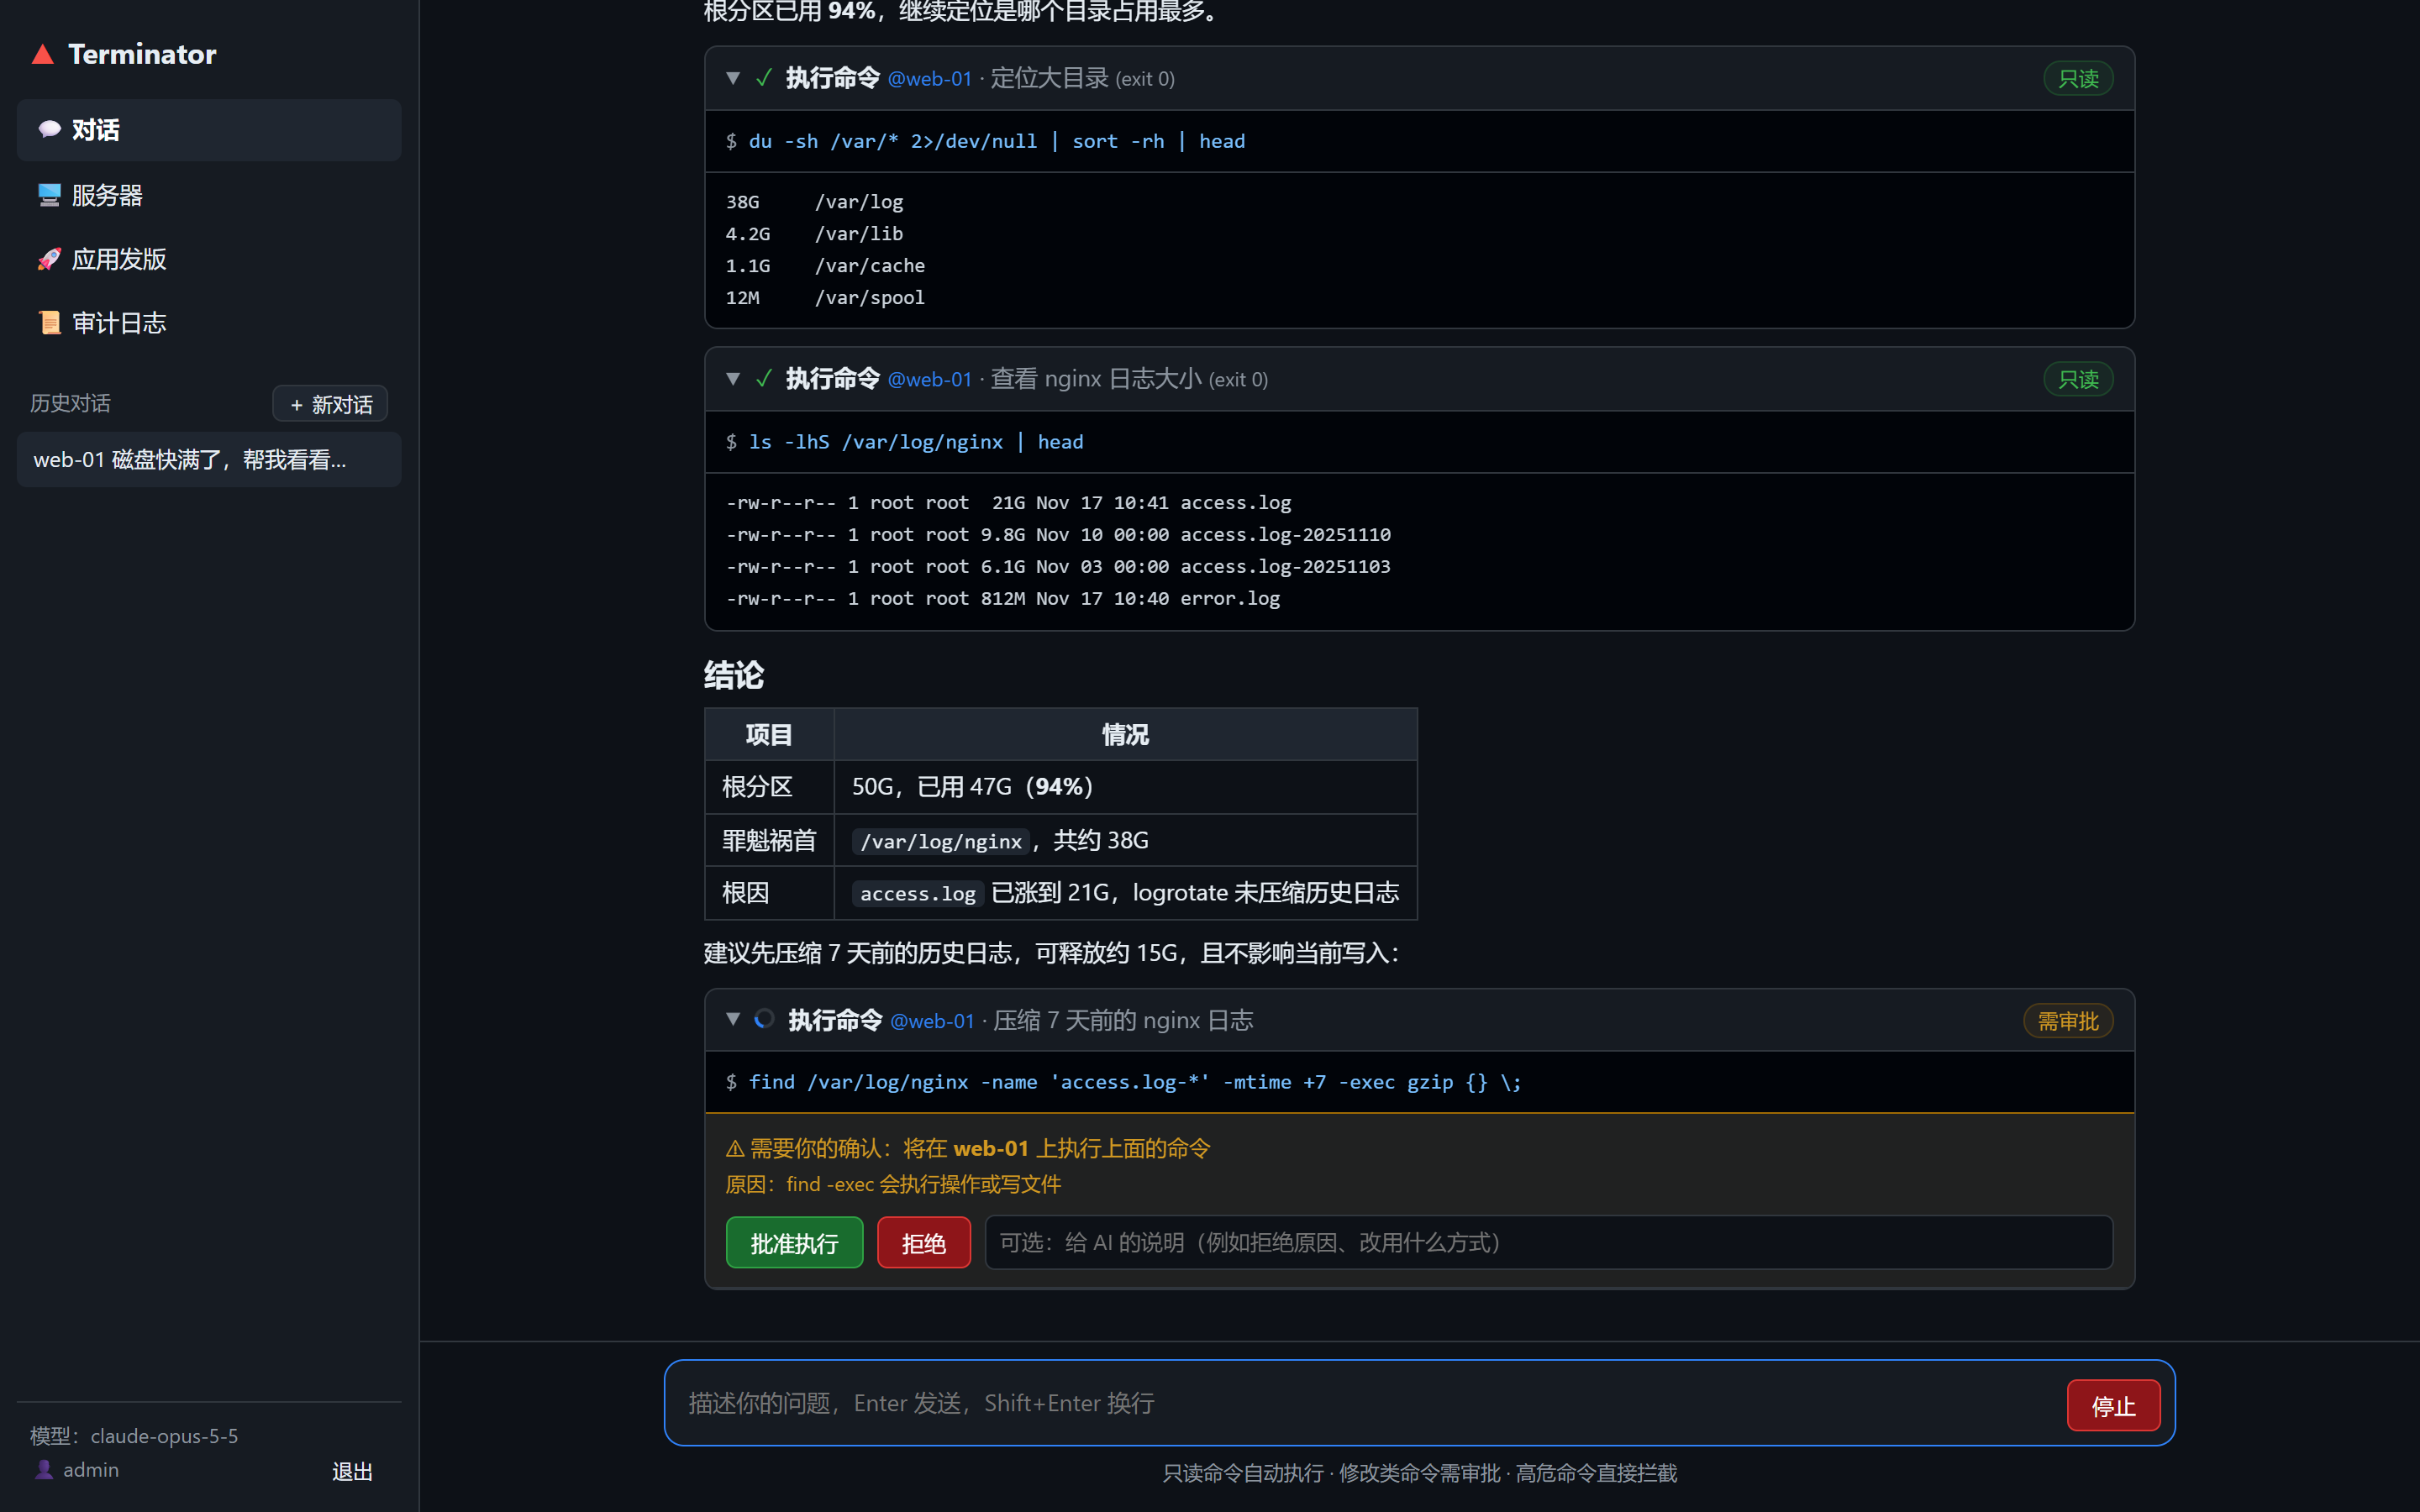 Terminator
对话
服务器
应用发版
审计日志
历史对话
+ 新对话
web-01 磁盘快满了，帮我看看...
模型：claude-opus-5-5
admin
退出
根分区已用 94%，继续定位是哪个目录占用最多。
▼ ✓ 执行命令 @web-01 · 定位大目录 (exit 0)
只读
$ du -sh /var/* 2>/dev/null | sort -rh | head
38G /var/log
4.2G /var/lib
1.1G /var/cache
12M /var/spool
▼ ✓ 执行命令 @web-01 · 查看 nginx 日志大小 (exit 0)
只读
$ ls -lhS /var/log/nginx | head
-rw-r--r-- 1 root root  21G Nov 17 10:41 access.log
-rw-r--r-- 1 root root 9.8G Nov 10 00:00 access.log-20251110
-rw-r--r-- 1 root root 6.1G Nov 03 00:00 access.log-20251103
-rw-r--r-- 1 root root 812M Nov 17 10:40 error.log
结论
项目 情况
根分区 50G，已用 47G（94%）
罪魁祸首 /var/log/nginx，共约 38G
根因 access.log 已涨到 21G，logrotate 未压缩历史日志
建议先压缩 7 天前的历史日志，可释放约 15G，且不影响当前写入：
▼ 执行命令 @web-01 · 压缩 7 天前的 nginx 日志
需审批
$ find /var/log/nginx -name 'access.log-*' -mtime +7 -exec gzip {} \;
⚠ 需要你的确认：将在 web-01 上执行上面的命令
原因：find -exec 会执行操作或写文件
批准执行 拒绝 可选：给 AI 的说明（例如拒绝原因、改用什么方式）
描述你的问题，Enter 发送，Shift+Enter 换行
停止
只读命令自动执行 · 修改类命令需审批 · 高危命令直接拦截